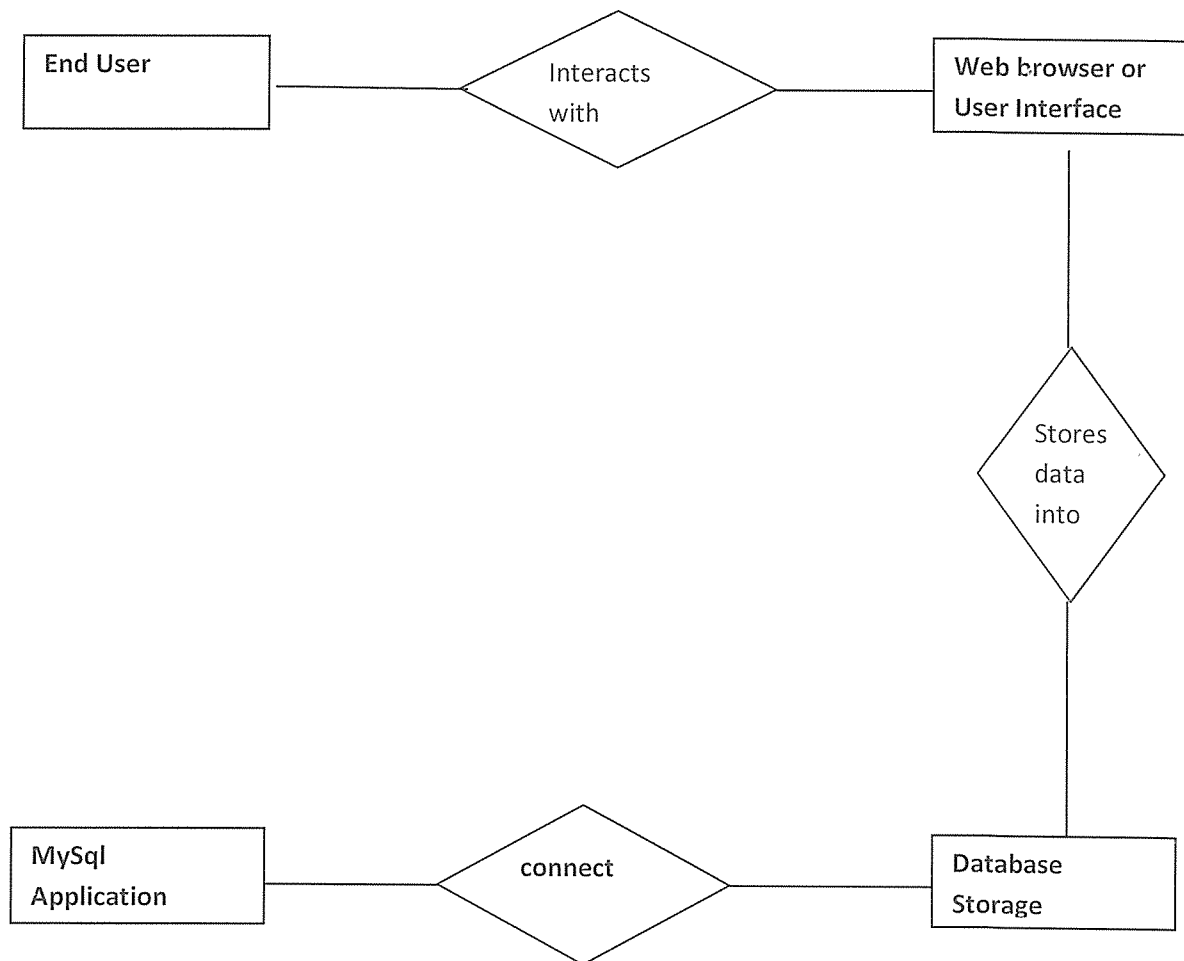 End User
Interacts
with
Web browser or
User Interface
Stores
data
into
MySql
Application
connect
Database
Storage